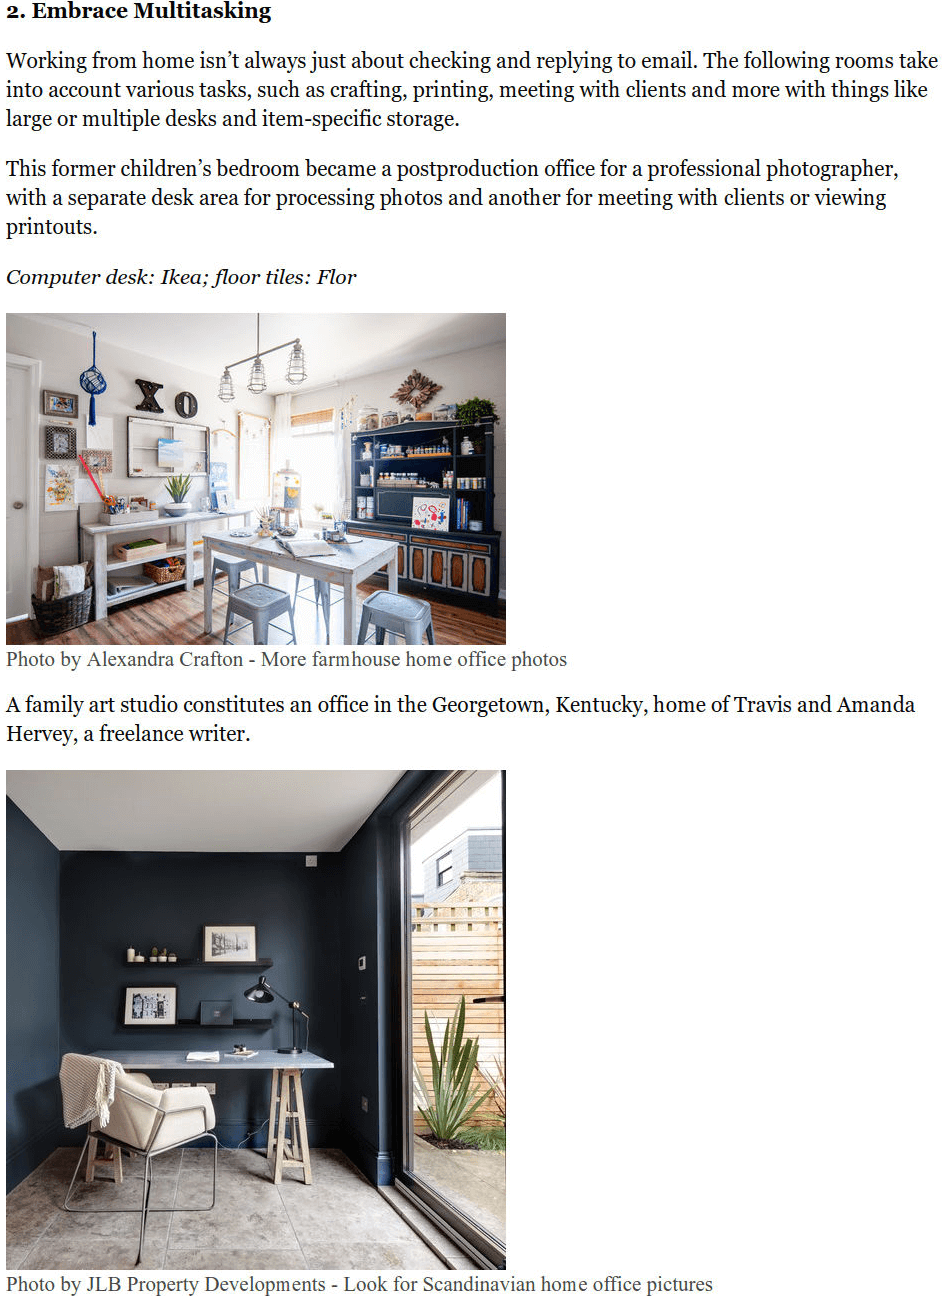 2. Embrace Multitasking
Working from home isn’t always just about checking and replying to email. The following rooms take
into account various tasks, such as crafting, printing, meeting with clients and more with things like
large or multiple desks and item-specific storage.
This former children’s bedroom became a postproduction office for a professional photographer,
with a separate desk area for processing photos and another for meeting with clients or viewing
printouts.
Computer desk: Ikea; floor tiles: Flor
X O
Photo by Alexandra Crafton - More farmhouse home office photos
A family art studio constitutes an office in the Georgetown, Kentucky, home of Travis and Amanda
Hervey, a freelance writer.
Photo by JLB Property Developments - Look for Scandinavian home office pictures